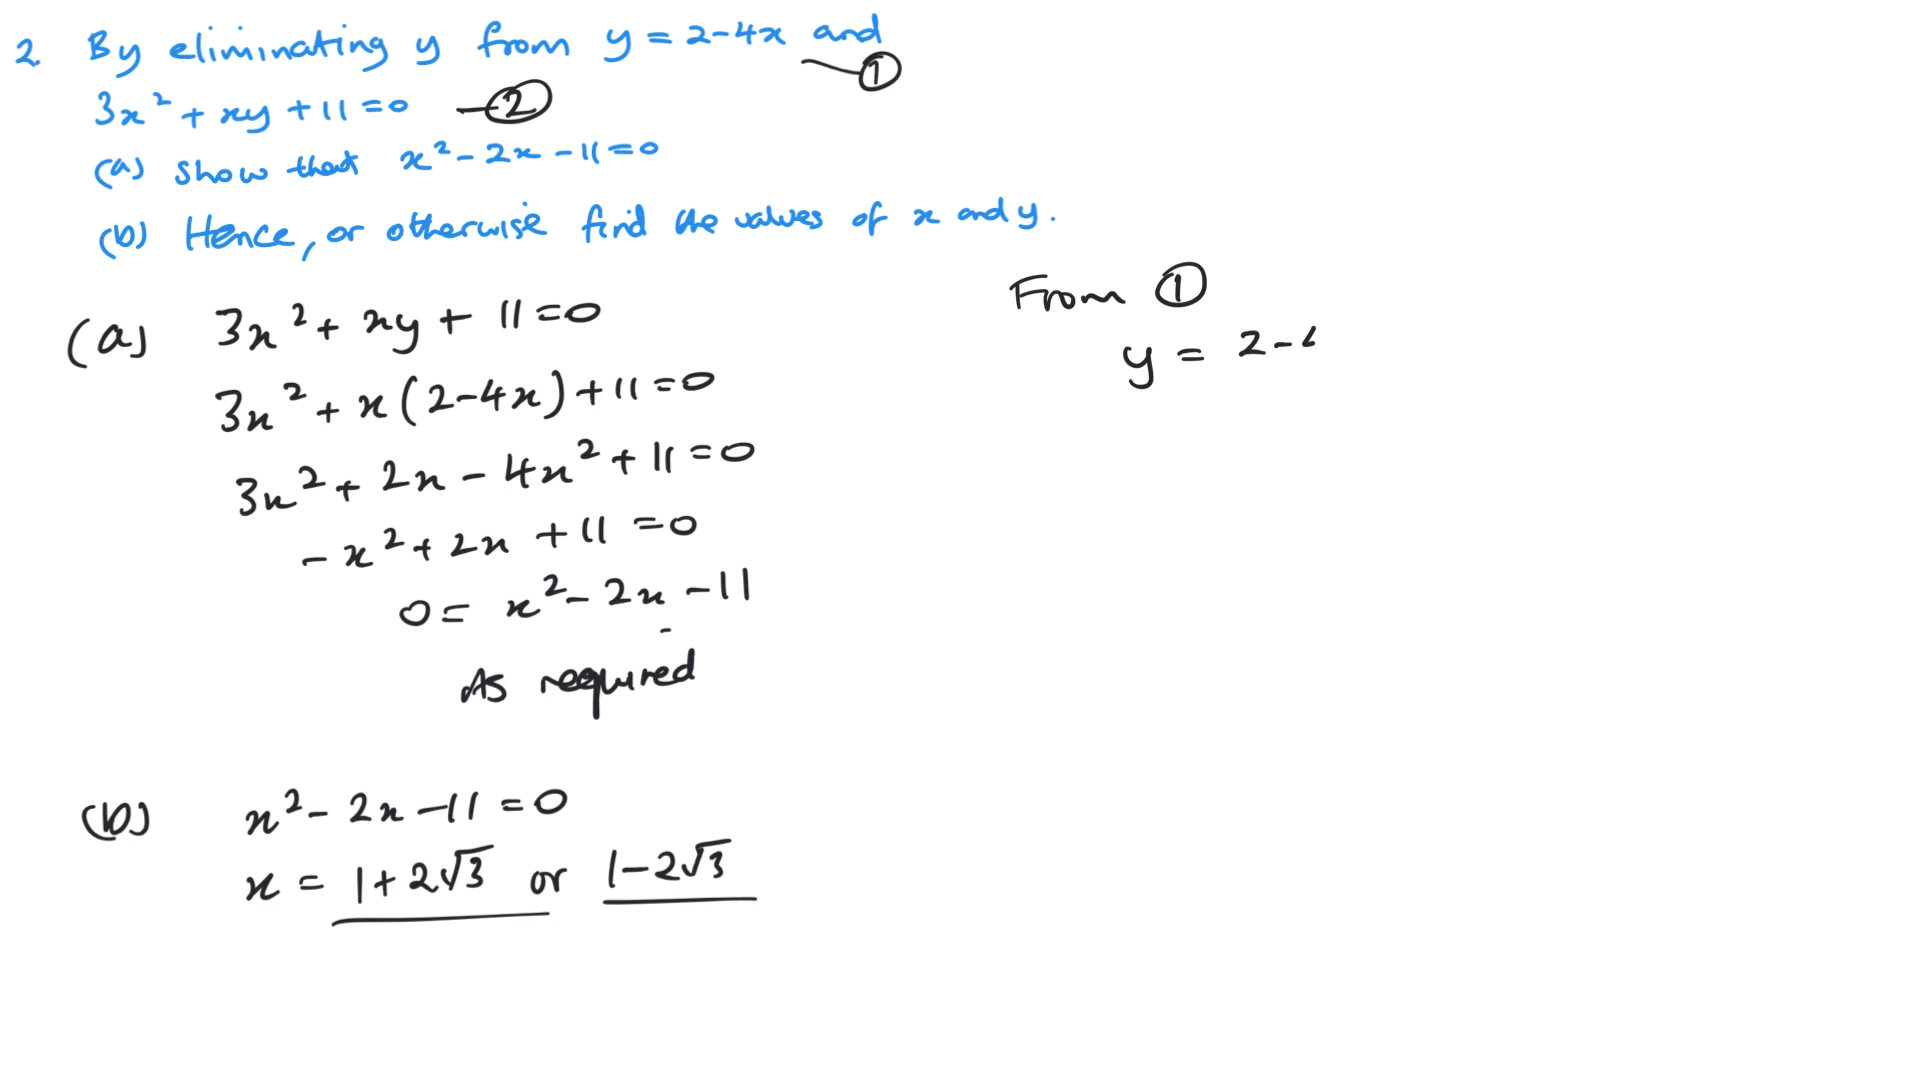 2. By eliminating y from y = 2-4x and ①
3x² + xy + 11 = 0 —②
(a) show that x² - 2x - 11 = 0
(b) Hence, or otherwise find the values of x and y.
(a) 3x² + xy + 11 = 0
3x² + x(2-4x) + 11 = 0
3x² + 2x - 4x² + 11 = 0
- x² + 2x + 11 = 0
0 = x² - 2x - 11
As required
(b) x² - 2x - 11 = 0
x = 1+2√3 or 1-2√3
From ①
y = 2-4